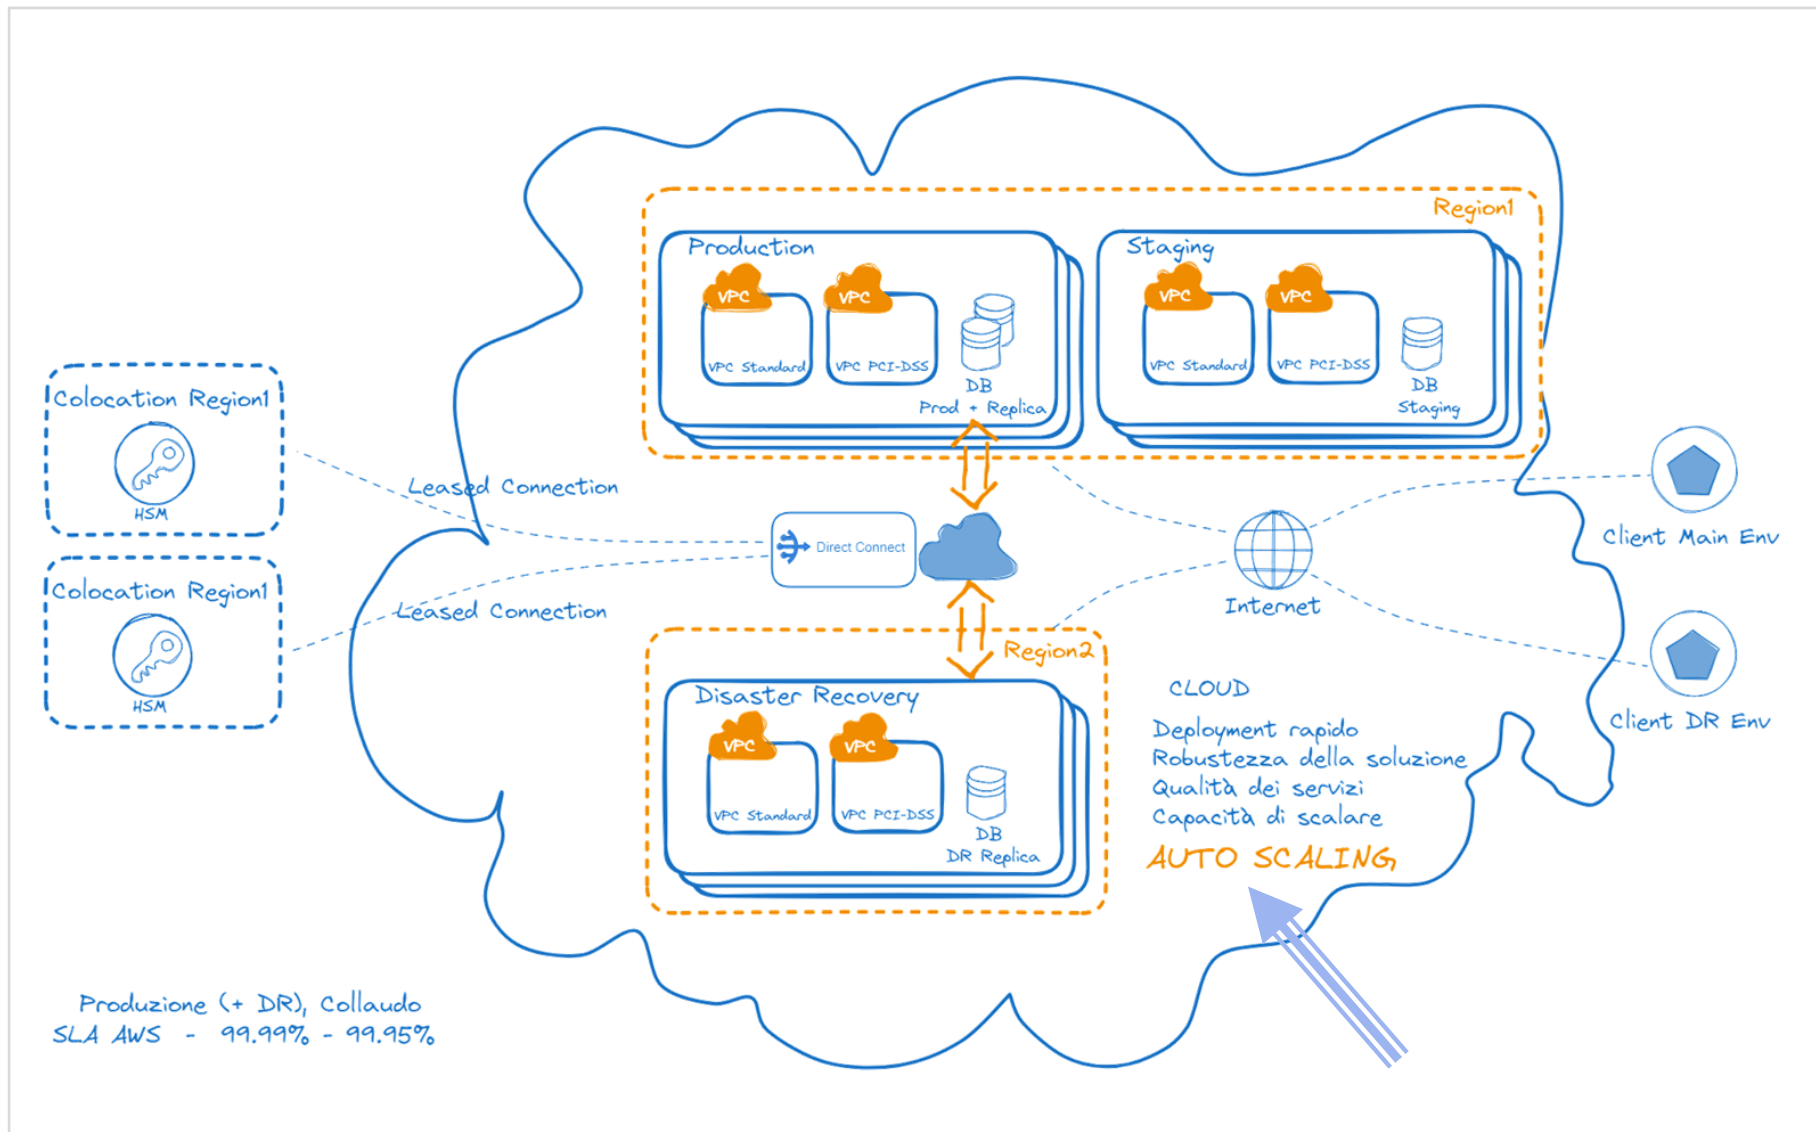 Region1
Production
Staging
VPC
VPC
VPC
VPC
VPC Standard
VPC PCI-DSS
DB
Prod + Replica
VPC Standard
VPC PCI-DSS
DB
Staging
Colocation Region1
HSM
Leased Connection
Direct Connect
Client Main Env
Colocation Region1
HSM
Leased Connection
Internet
Region2
Disaster Recovery
VPC
VPC
VPC Standard
VPC PCI-DSS
DB
DR Replica
Client DR Env
CLOUD
Deployment rapido
Robustezza della soluzione
Qualità dei servizi
Capacità di scalare
AUTO SCALING
Produzione (+ DR), Collaudo
SLA AWS - 99.99% - 99.95%